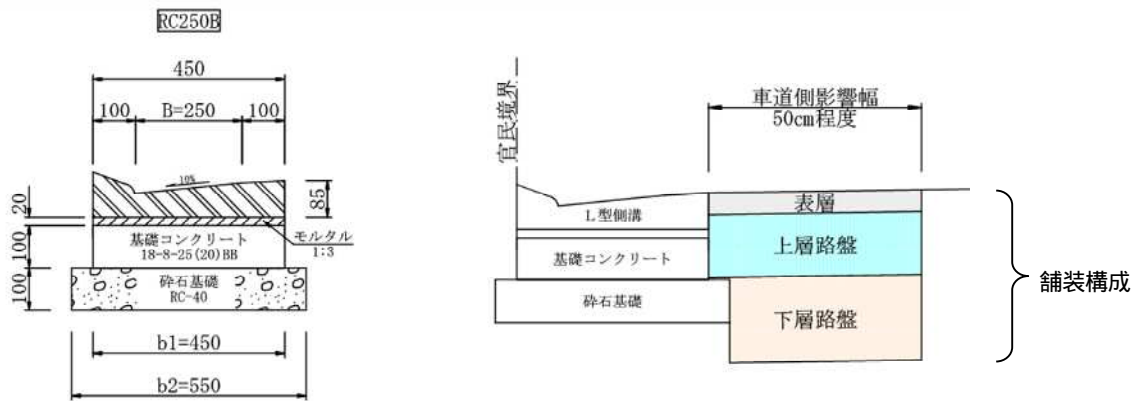 RC250B
450
100 B=250 100
10%
85
20
100
100
モルタル
1:3
基礎コンクリート
18-8-25(20)BB
砕石基礎
RC-40
b1=450
b2=550
官民境界
車道側影響幅
50cm程度
L型側溝
基礎コンクリート
砕石基礎
表層
上層路盤
下層路盤
舗装構成